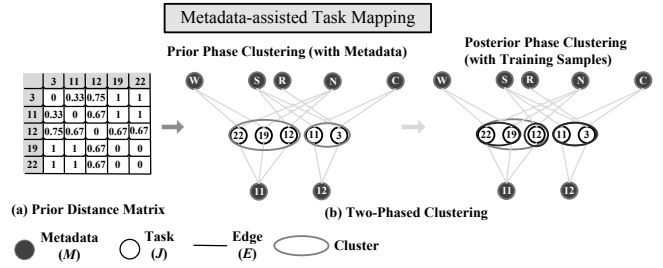 Metadata-assisted Task Mapping
Prior Phase Clustering (with Metadata)
Posterior Phase Clustering
(with Training Samples)
W S R N C
W S R N C
3 11 12 19 22
3 0 0.33 0.75 1 1
11 0.33 0 0.67 1 1
12 0.75 0.67 0 0.67 0.67
19 1 1 0.67 0 0
22 1 1 0.67 0 0
22 19 12 11 3
22 19 12 11 3
11 12
11 12
(a) Prior Distance Matrix
(b) Two-Phased Clustering
Metadata
(M)
Task
(J)
Edge
(E)
Cluster